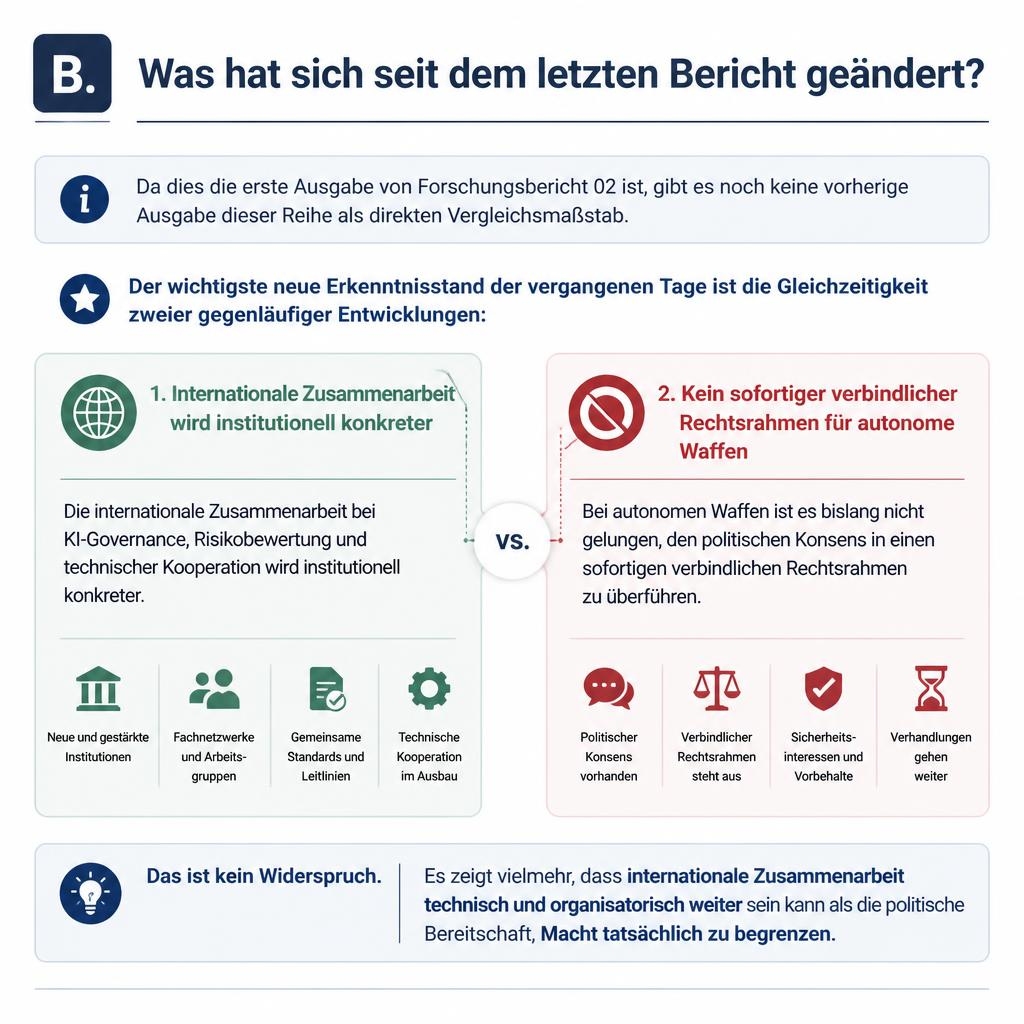 B.
Was hat sich seit dem letzten Bericht geändert?
i
Da dies die erste Ausgabe von Forschungsbericht 02 ist, gibt es noch keine vorherige
Ausgabe dieser Reihe als direkten Vergleichsmaßstab.
Der wichtigste neue Erkenntnisstand der vergangenen Tage ist die Gleichzeitigkeit
zweier gegenläufiger Entwicklungen:
1. Internationale Zusammenarbeit
wird institutionell konkreter
Die internationale Zusammenarbeit bei
KI-Governance, Risikobewertung und
technischer Kooperation wird institutionell
konkreter.
Neue und gestärkte
Institutionen
Fachnetzwerke
und Arbeits-
gruppen
Gemeinsame
Standards und
Leitlinien
Technische
Kooperation
im Ausbau
vs.
2. Kein sofortiger verbindlicher
Rechtsrahmen für autonome
Waffen
Bei autonomen Waffen ist es bislang nicht
gelungen, den politischen Konsens in einen
sofortigen verbindlichen Rechtsrahmen
zu überführen.
Politischer
Konsens
vorhanden
Verbindlicher
Rechtsrahmen
steht aus
Sicherheits-
interessen und
Vorbehalte
Verhandlungen
gehen
weiter
Das ist kein Widerspruch.
Es zeigt vielmehr, dass internationale Zusammenarbeit
technisch und organisatorisch weiter sein kann als die politische
Bereitschaft, Macht tatsächlich zu begrenzen.